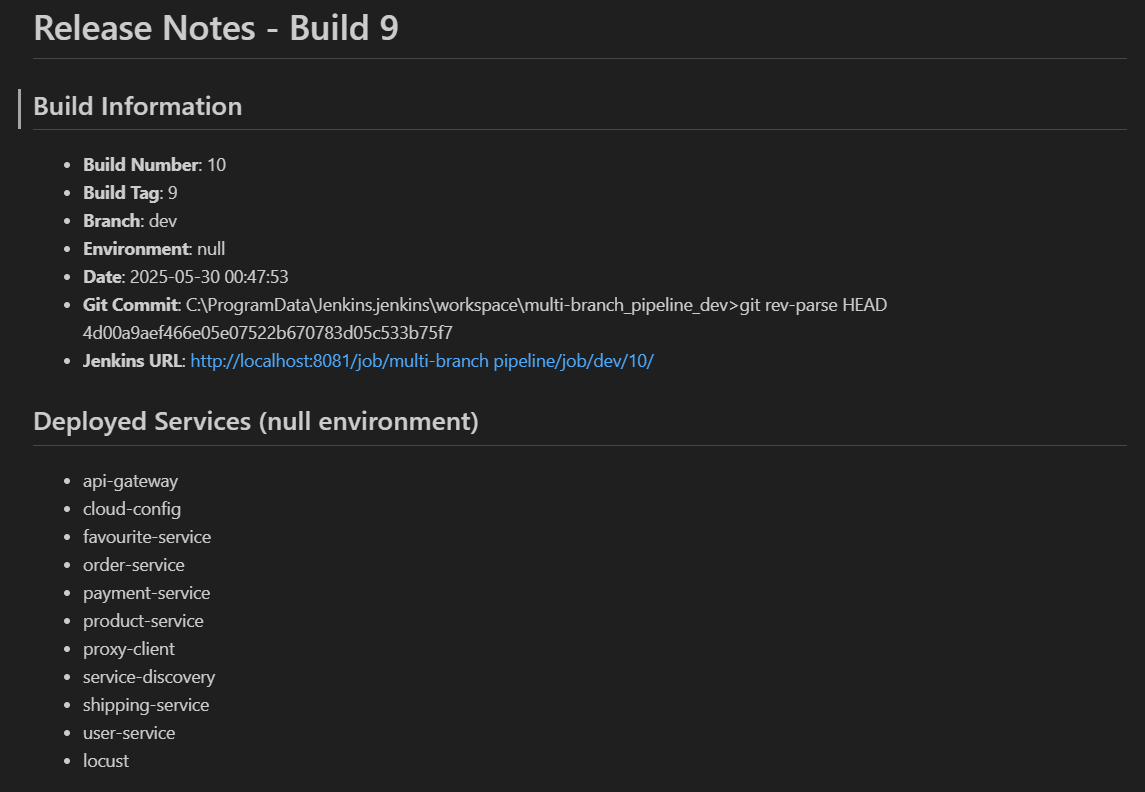 Release Notes - Build 9
Build Information
• Build Number: 10
• Build Tag: 9
• Branch: dev
• Environment: null
• Date: 2025-05-30 00:47:53
• Git Commit: C:\ProgramData\Jenkins.jenkins\workspace\multi-branch_pipeline_dev>git rev-parse HEAD
4d00a9aef466e05e07522b670783d05c533b75f7
• Jenkins URL: http://localhost:8081/job/multi-branch pipeline/job/dev/10/
Deployed Services (null environment)
• api-gateway
• cloud-config
• favourite-service
• order-service
• payment-service
• product-service
• proxy-client
• service-discovery
• shipping-service
• user-service
• locust